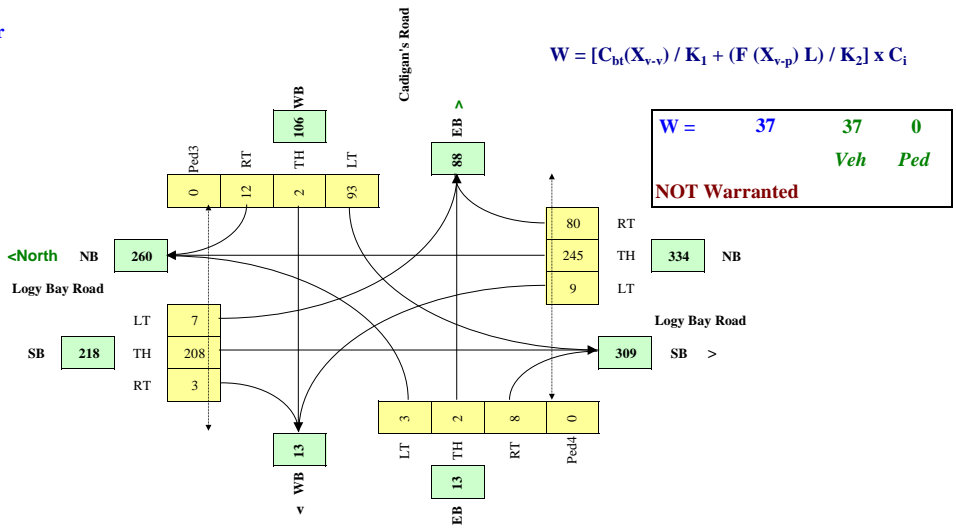 r
Cadigan's Road
W = [Cbt(Xv-v) / K1 + (F (Xv-p) L) / K2] x Ci
W = 37 37 0
Veh Ped
NOT Warranted
WB
106
EB >
88
Ped3 RT TH LT
0 12 2 93
80 RT
245 TH
9 LT
334 NB
<North NB 260
Logy Bay Road
LT 7
SB 218 TH 208
RT 3
Logy Bay Road
309 SB >
3 2 8 0
LT TH RT Ped4
13
WB
v
13
EB